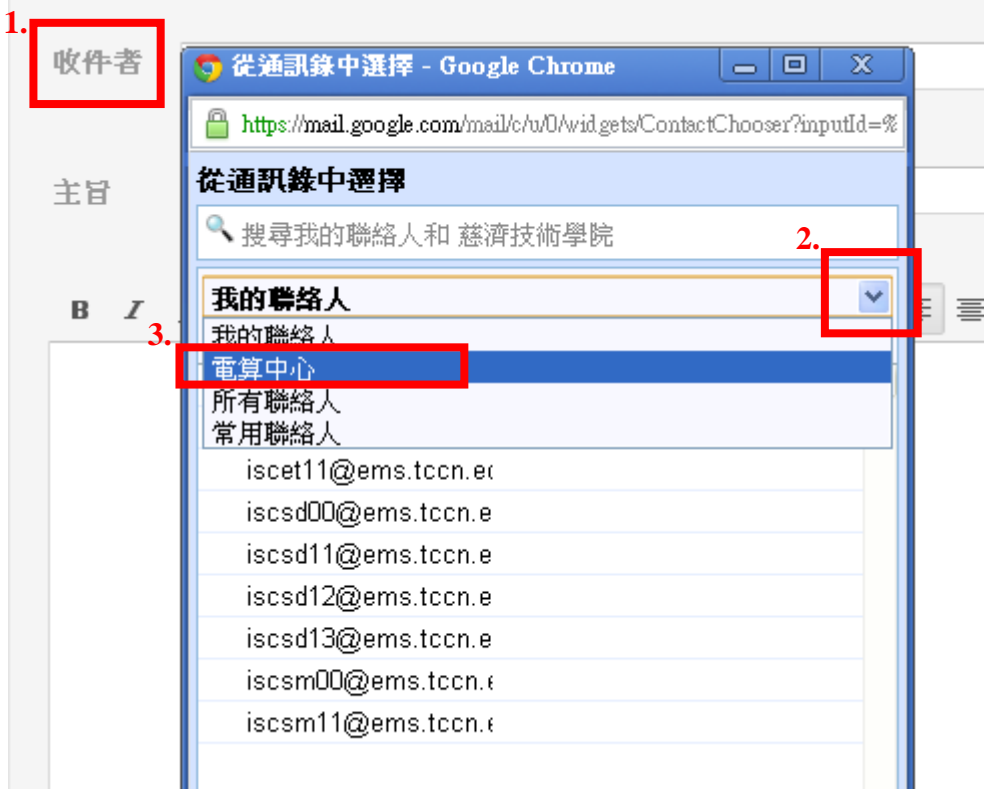 1.
收件者
從通訊錄中選擇 - Google Chrome
https://mail.google.com/mail/c/u/0/widgets/ContactChooser?inputId=%
從通訊錄中選擇
主旨
搜尋我的聯絡人和 慈濟技術學院
2.
我的聯絡人
B I
3.
我的聯絡人
電算中心
所有聯絡人
常用聯絡人
iscet11@ems.tccn.e
iscsd00@ems.tccn.e
iscsd11@ems.tccn.e
iscsd12@ems.tccn.e
iscsd13@ems.tccn.e
iscsm00@ems.tccn.
iscsm11@ems.tccn.